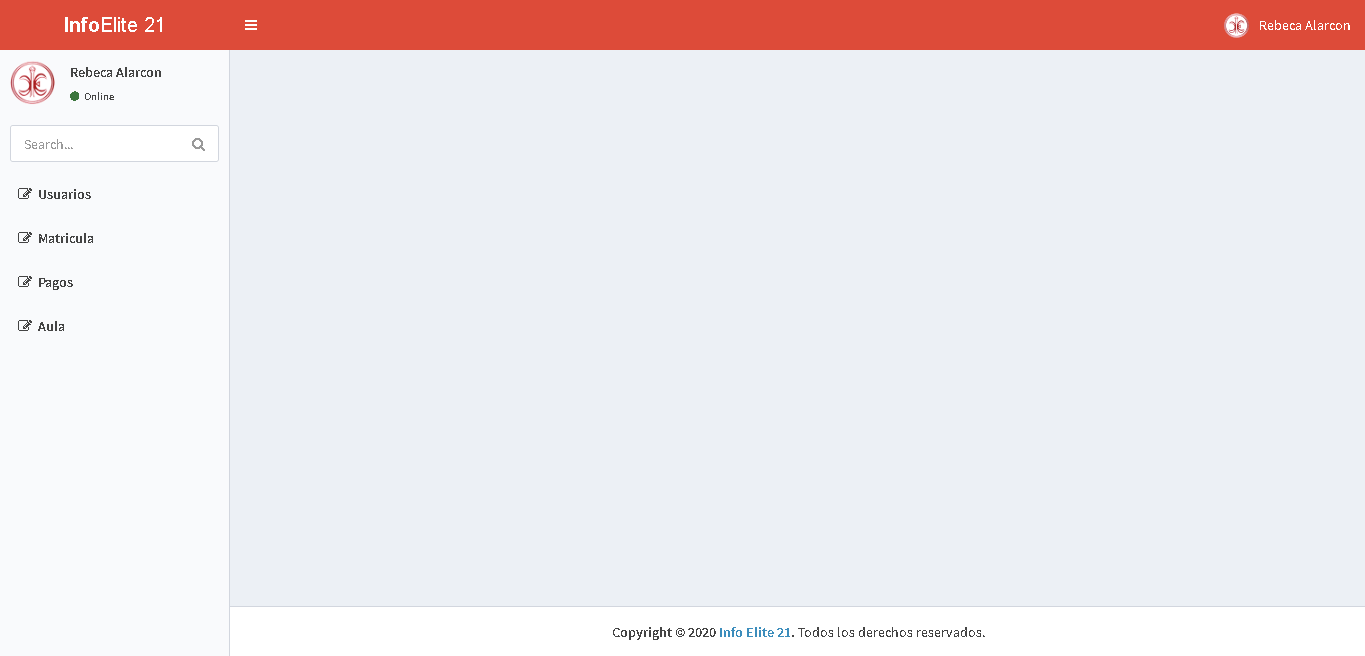 InfoElite 21
Rebeca Alarcon
Rebeca Alarcon
Online
Search...
Usuarios
Matricula
Pagos
Aula
Copyright © 2020 Info Elite 21. Todos los derechos reservados.